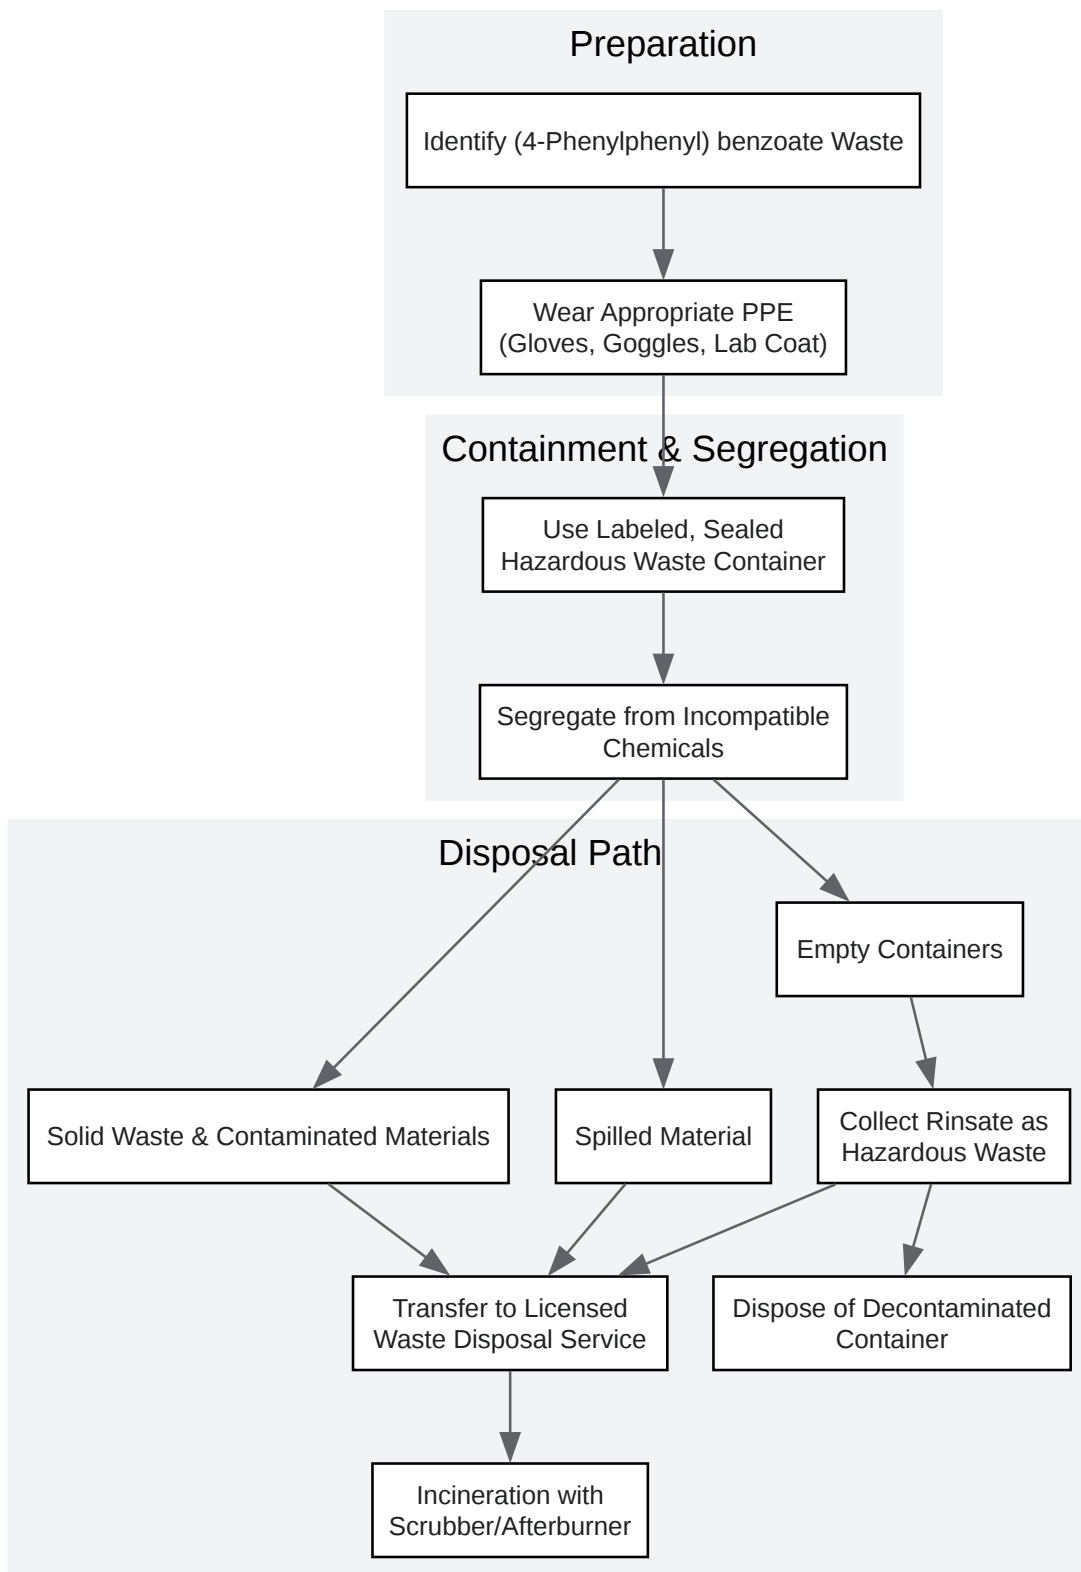 Preparation
Identify (4-Phenylphenyl) benzoate Waste
Wear Appropriate PPE
(Gloves, Goggles, Lab Coat)
Containment & Segregation
Use Labeled, Sealed
Hazardous Waste Container
Segregate from Incompatible
Chemicals
Disposal Path
Empty Containers
Solid Waste & Contaminated Materials
Spilled Material
Collect Rinsate as
Hazardous Waste
Transfer to Licensed
Waste Disposal Service
Dispose of Decontaminated
Container
Incineration with
Scrubber/Afterburner